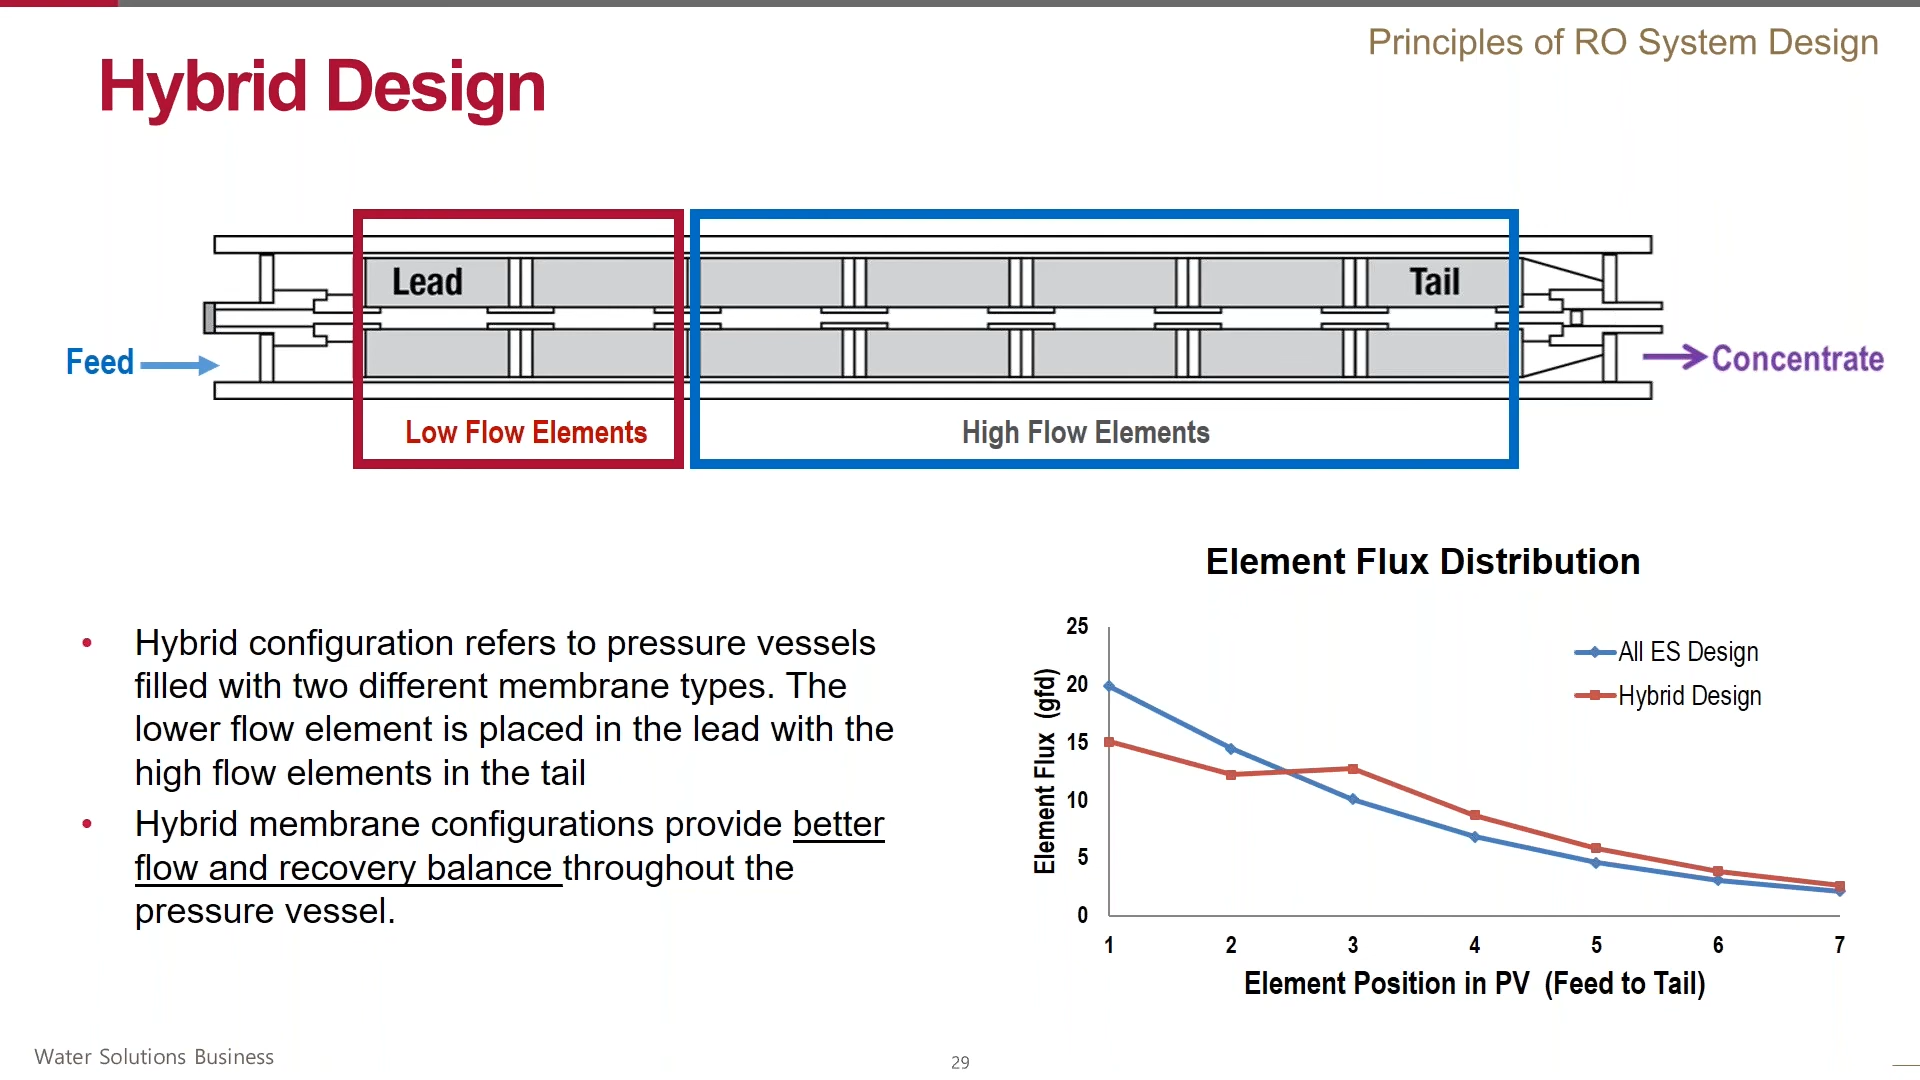 Principles of RO System Design
Hybrid Design
Lead
Tail
Feed
Concentrate
Low Flow Elements
High Flow Elements
• Hybrid configuration refers to pressure vessels
filled with two different membrane types. The
lower flow element is placed in the lead with the
high flow elements in the tail
• Hybrid membrane configurations provide better
flow and recovery balance throughout the
pressure vessel.
Element Flux Distribution
Element Flux (gfd)
25
20
15
10
5
0
All ES Design
Hybrid Design
1 2 3 4 5 6 7
Element Position in PV (Feed to Tail)
Water Solutions Business
29